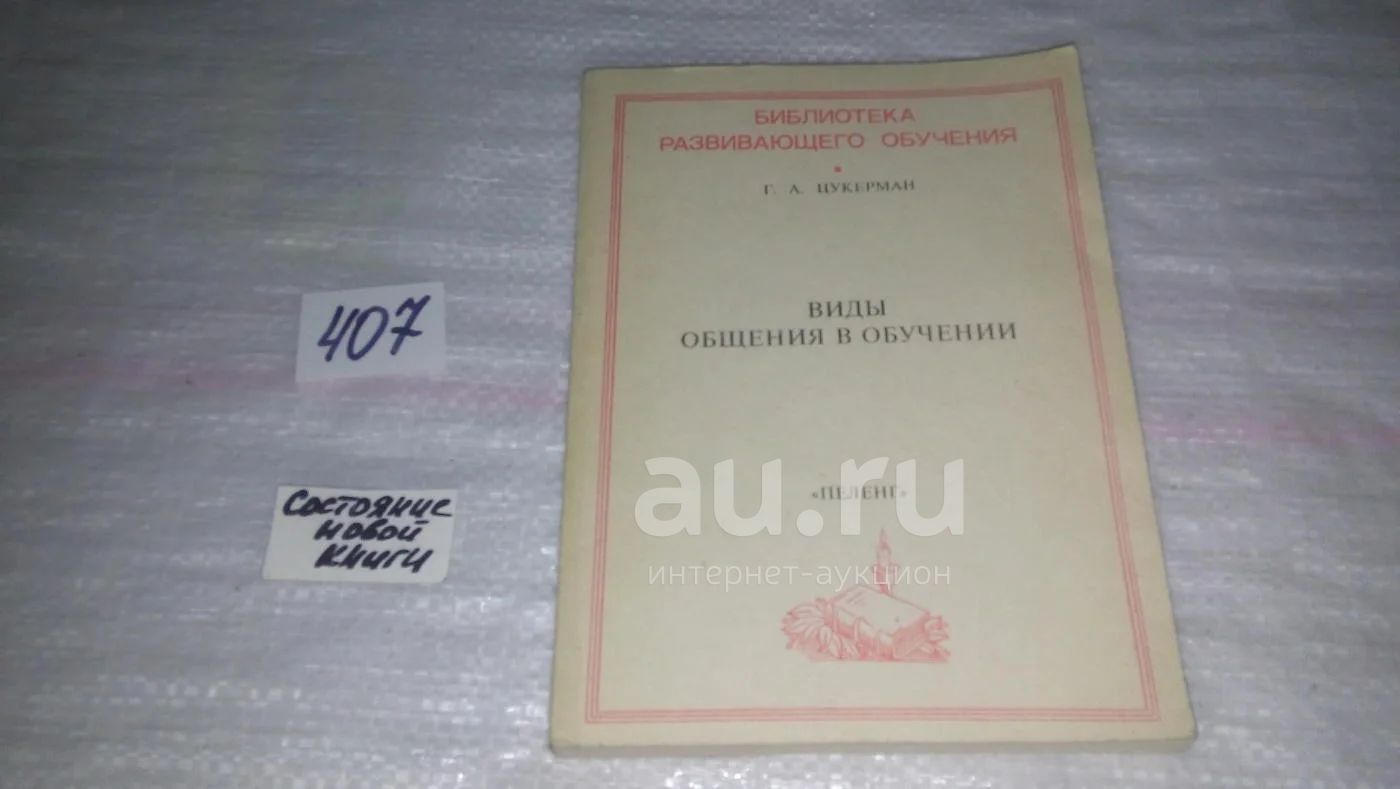 БИБЛИОТЕКА
РАЗВИВАЮЩЕГО ОБУЧЕНИЯ
Г. А. ЦУКЕРМАН
ВИДЫ
ОБЩЕНИЯ В ОБУЧЕНИИ
«ПЕЛЕНГ»
407
Состояние
новой
книги
au.ru
интернет-аукцион